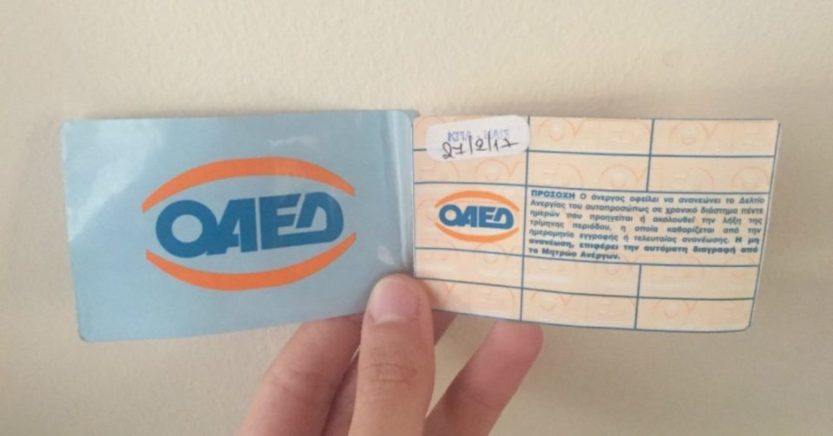 ΟΑΕΔ
27/2/17
ΟΑΕΔ
ΠΡΟΣΟΧΗ Ο άνεργος οφείλει να ανανεώνει το Δελτίο
Ανεργίας του αυτοπροσώπως σε χρονικό διάστημα πέντε
ημερών που προηγείται ή ακολουθεί την λήξη της
τρίμηνης περιόδου, η οποία καθορίζεται από την
ημερομηνία εγγραφής ή τελευταίας ανανέωσης. Η μη
ανανέωση, επιφέρει την αυτόματη διαγραφή από
το Μητρώο Ανέργων.